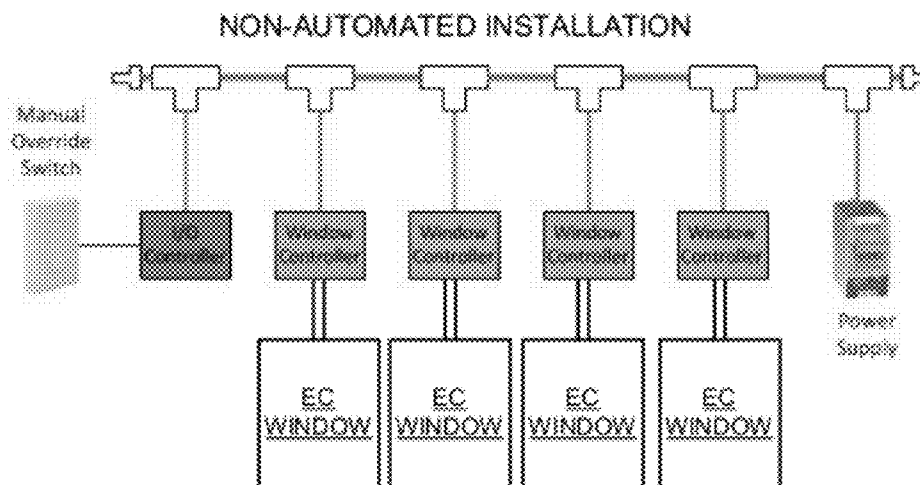 NON-AUTOMATED INSTALLATION
Manual
Override
Switch
I/O
Controller
Window
Controller
Window
Controller
Window
Controller
Window
Controller
Power
Supply
EC
WINDOW
EC
WINDOW
EC
WINDOW
EC
WINDOW